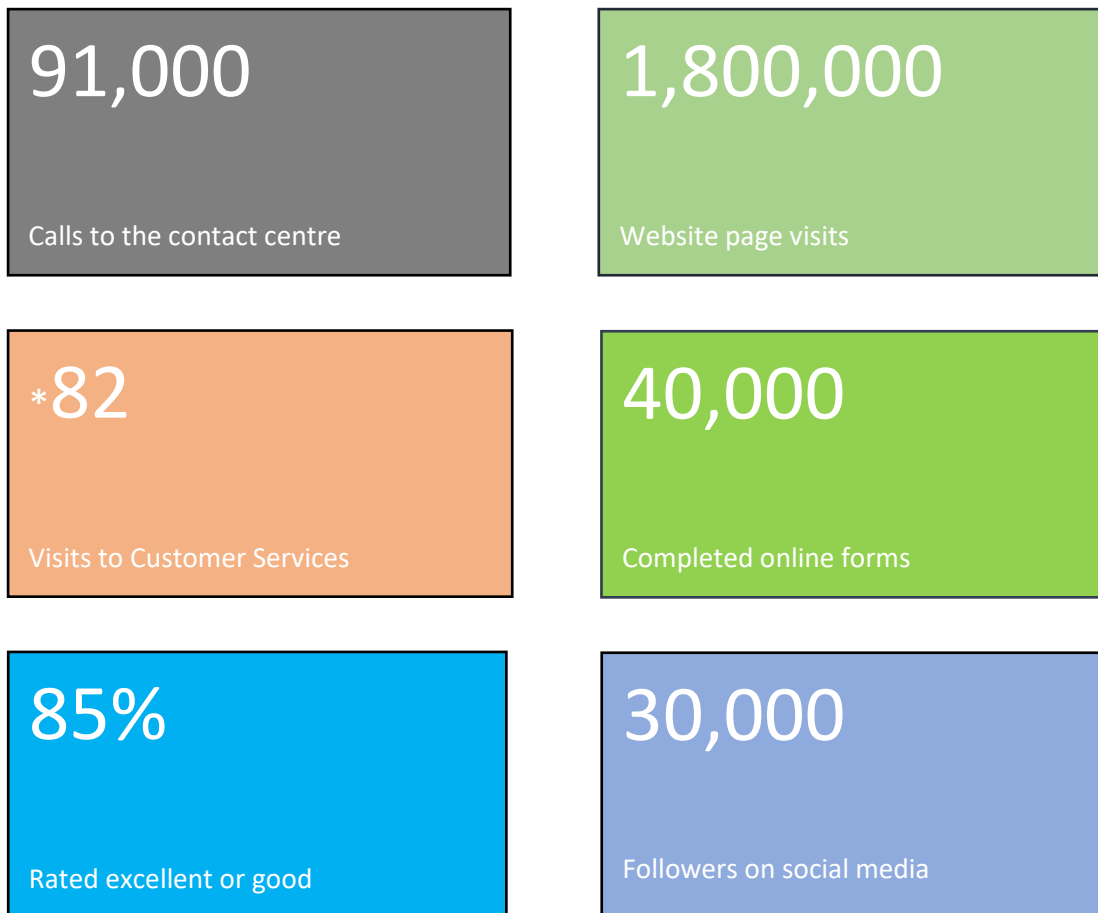 91,000
Calls to the contact centre
1,800,000
Website page visits
*82
Visits to Customer Services
40,000
Completed online forms
85%
Rated excellent or good
30,000
Followers on social media